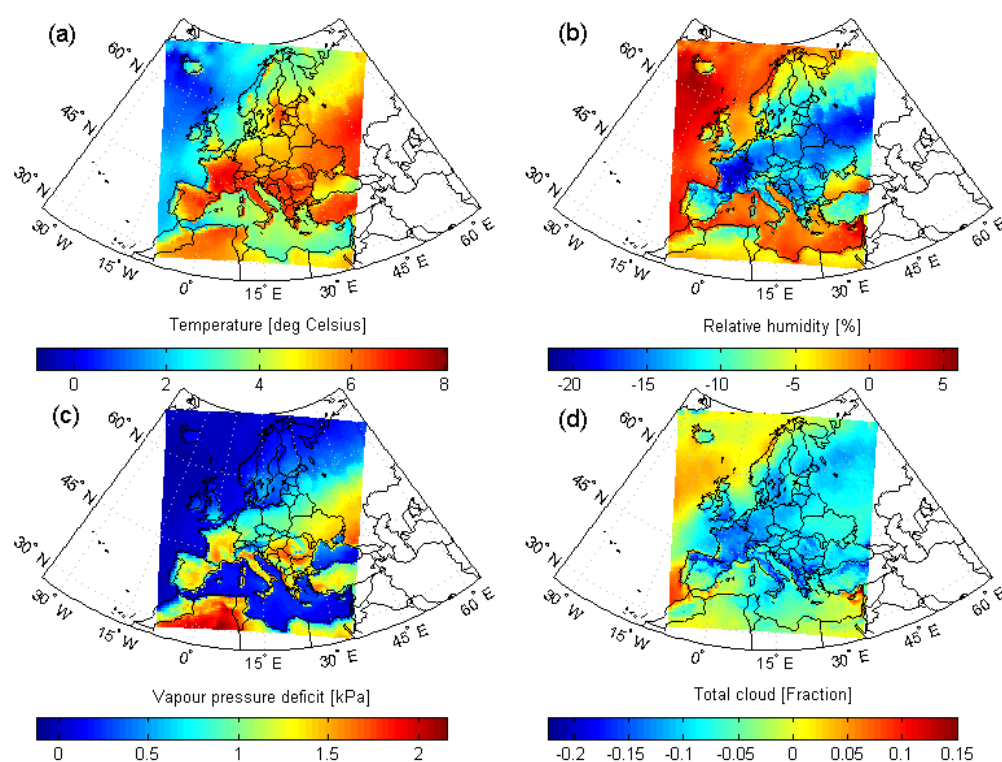 (a)
60° N
45° N
30° N
30° W
15° W
0°
15° E
30° E
45° E
60° E
Temperature [deg Celsius]
0 2 4 6 8
(b)
60° N
45° N
30° N
30° W
15° W
0°
15° E
30° E
45° E
60° E
Relative humidity [%]
-20 -15 -10 -5 0 5
(c)
60° N
45° N
30° N
30° W
15° W
0°
15° E
30° E
45° E
60° E
Vapour pressure deficit [kPa]
0 0.5 1 1.5 2
(d)
60° N
45° N
30° N
30° W
15° W
0°
15° E
30° E
45° E
60° E
Total cloud [Fraction]
-0.2 -0.15 -0.1 -0.05 0 0.05 0.1 0.15